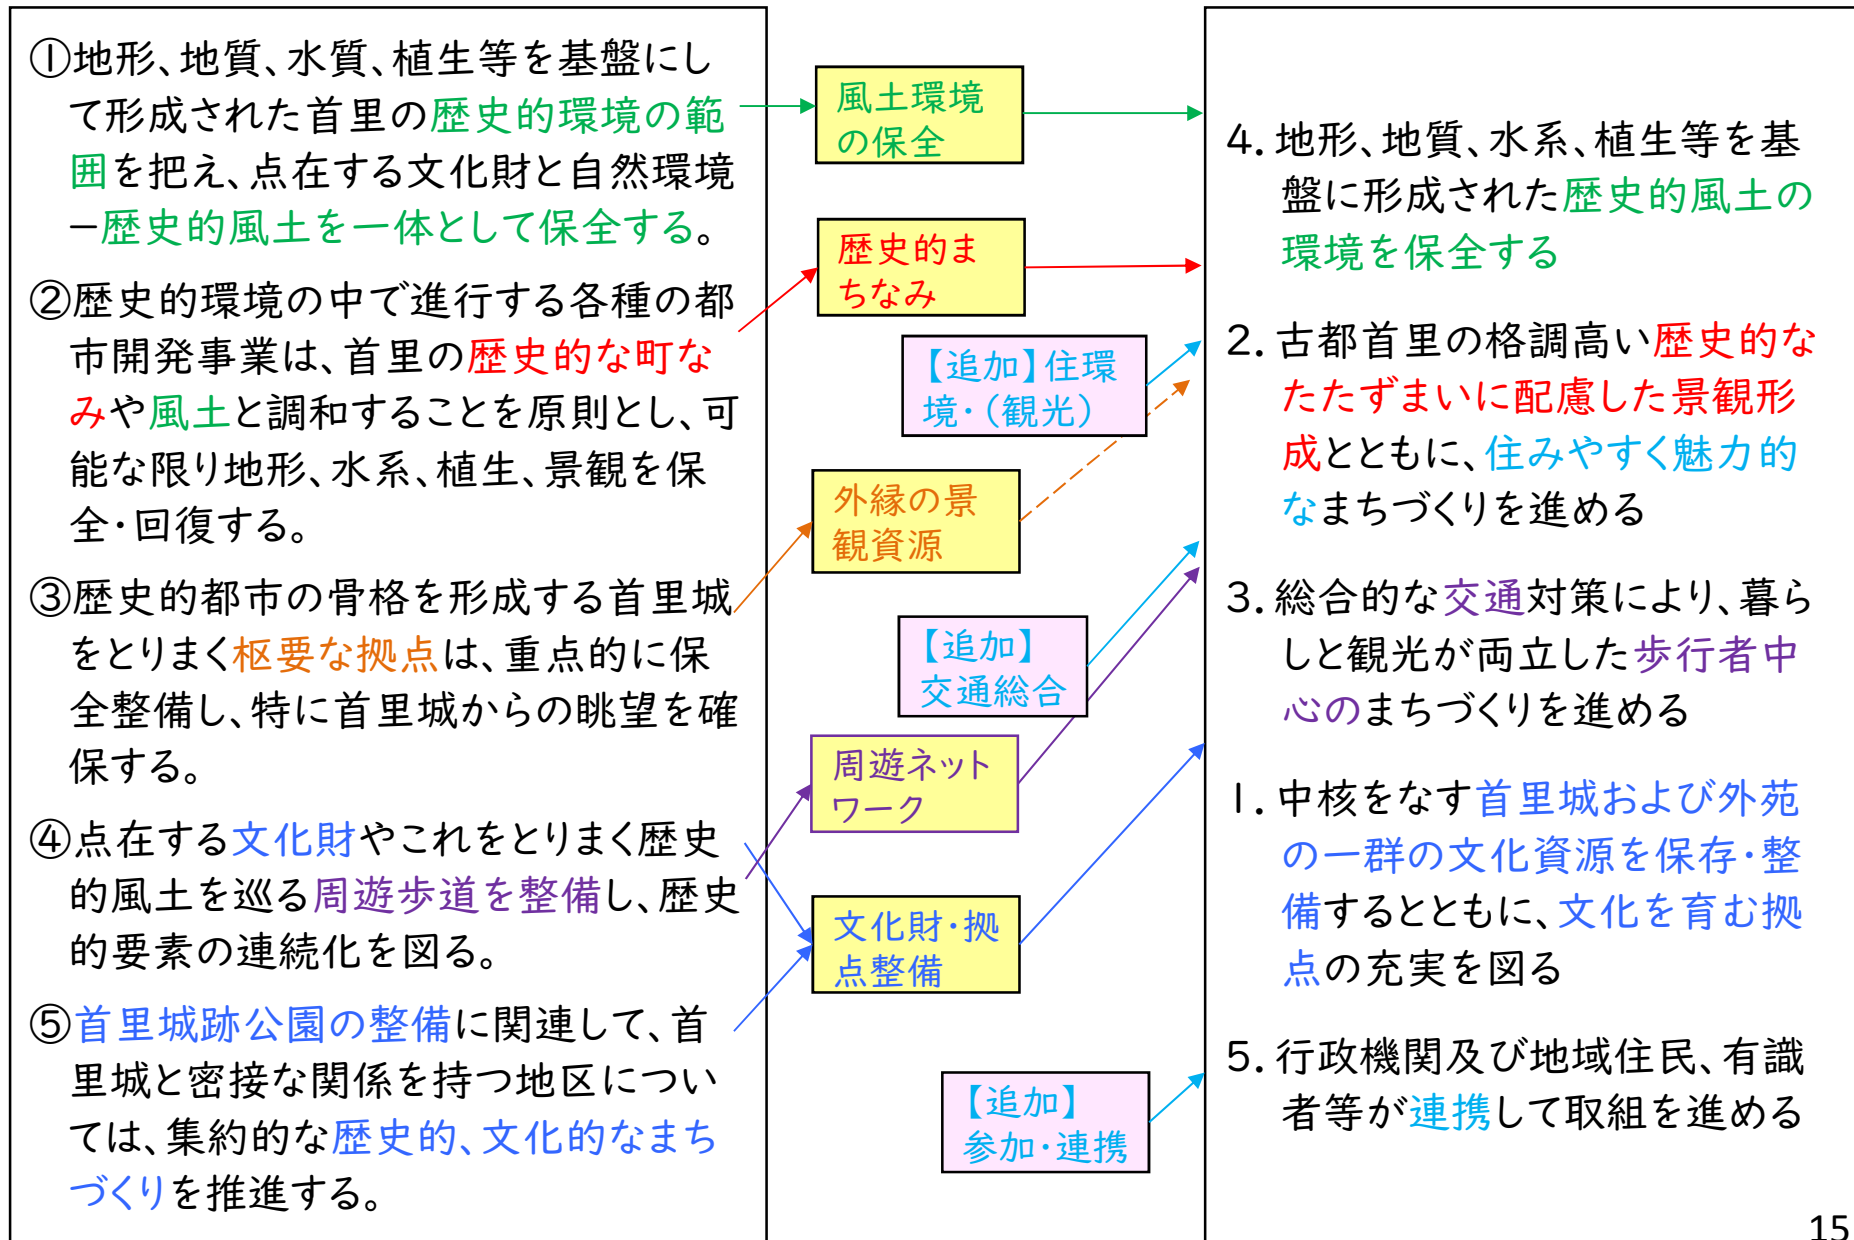 ①地形、地質、水質、植生等を基盤にし
て形成された首里の歴史的環境の範
囲を把え、点在する文化財と自然環境
－歴史的風土を一体として保全する。
②歴史的環境の中で進行する各種の都
市開発事業は、首里の歴史的な町な
みや風土と調和することを原則とし、可
能な限り地形、水系、植生、景観を保
全・回復する。
③歴史的都市の骨格を形成する首里城
をとりまく枢要な拠点は、重点的に保
全整備し、特に首里城からの眺望を確
保する。
④点在する文化財やこれをとりまく歴史
的風土を巡る周遊歩道を整備し、歴史
的要素の連続化を図る。
⑤首里城跡公園の整備に関連して、首
里城と密接な関係を持つ地区につい
ては、集約的な歴史的、文化的なまち
づくりを推進する。
風土環境
の保全
歴史的ま
ちなみ
【追加】住環
境・（観光）
外縁の景
観資源
【追加】
交通総合
周遊ネット
ワーク
文化財・拠
点整備
【追加】
参加・連携
4．地形、地質、水系、植生等を基
盤に形成された歴史的風土の
環境を保全する
2．古都首里の格調高い歴史的な
たたずまいに配慮した景観形
成とともに、住みやすく魅力的
なまちづくりを進める
3．総合的な交通対策により、暮ら
しと観光が両立した歩行者中
心のまちづくりを進める
1．中核をなす首里城および外苑
の一群の文化資源を保存・整
備するとともに、文化を育む拠
点の充実を図る
5．行政機関及び地域住民、有識
者等が連携して取組を進める
15